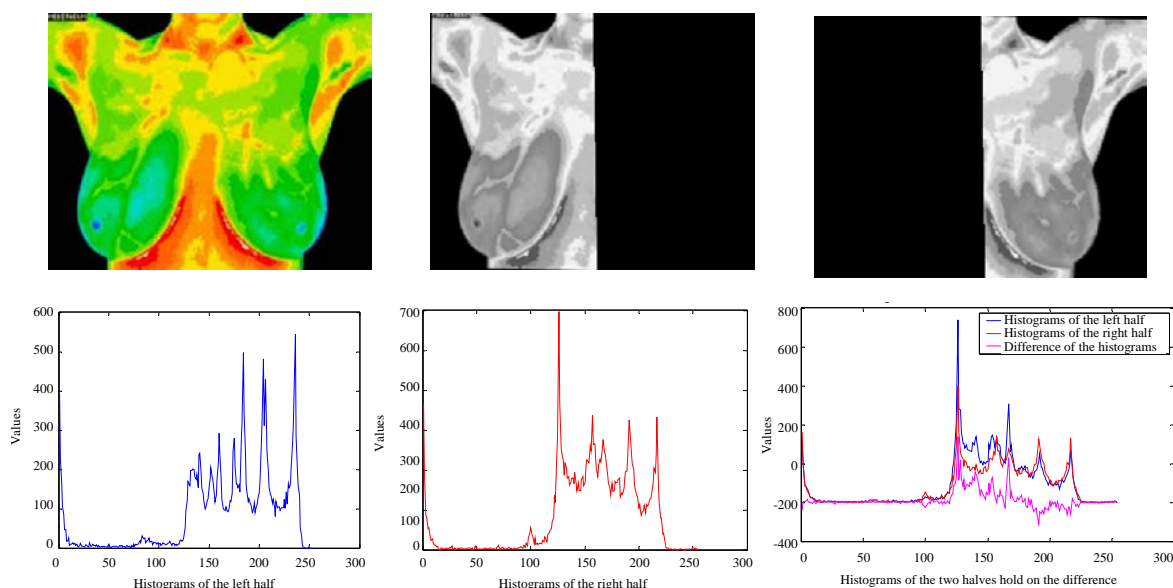 600
500
400
300
200
100
0
Values
0 50 100 150 200 250 300
Histograms of the left half
700
600
500
400
300
200
100
0
Values
0 50 100 150 200 250 300
Histograms of the right half
800
600
400
200
0
-200
-400
Values
0 50 100 150 200 250 300
Histograms of the left half
Histograms of the right half
Difference of the histograms
Histograms of the two halves hold on the difference